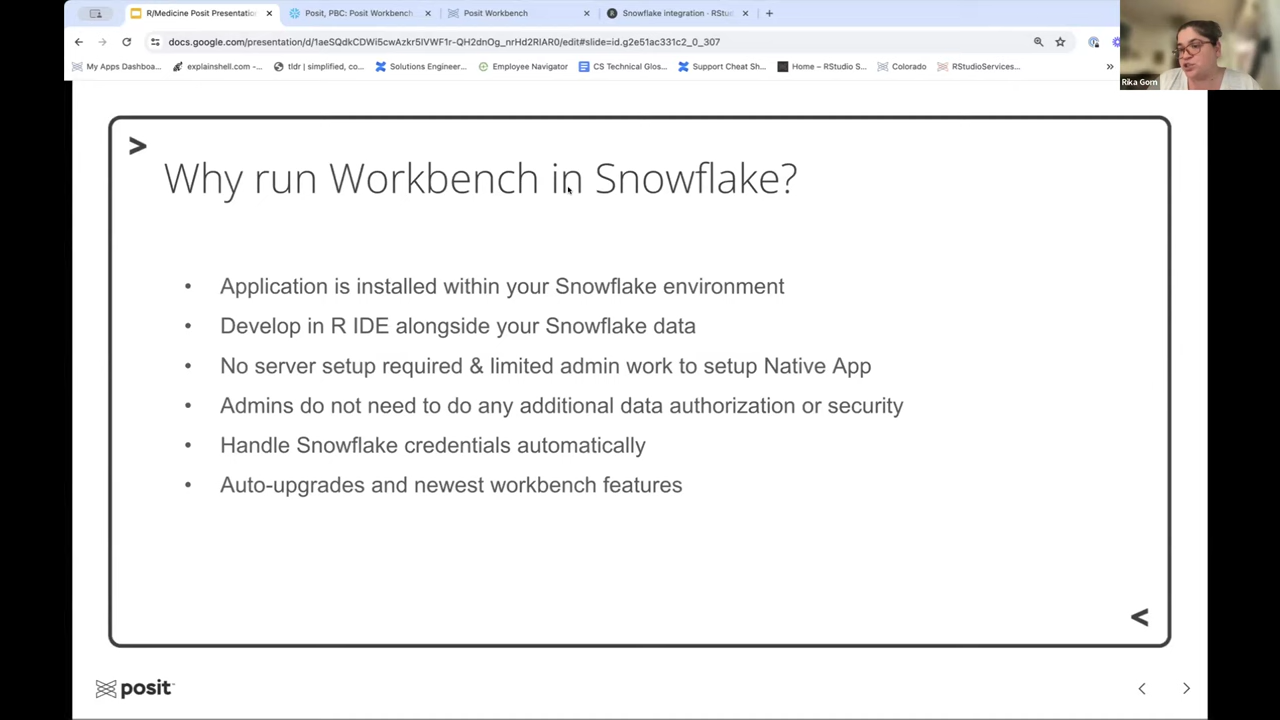 R/Medicine Posit Presentation
Posit, PBC: Posit Workbench
Posit Workbench
Snowflake integration - RStu
docs.google.com/presentation/d/1aeSQdkCDWi5cwAzkr5IVWF1r-QH2dnOg_nrHd2RIAR0/edit#slide=id.g2e51ac331c2_0_307
My Apps Dashboa...
explainshell.com -...
tldr | simplified, co...
Solutions Engineer...
Employee Navigator
CS Technical Glos...
Support Cheat Sh...
Home – RStudio S...
Colorado
RStudioServices...
»
Rika Gorn
>
Why run Workbench in Snowflake?
• Application is installed within your Snowflake environment
• Develop in R IDE alongside your Snowflake data
• No server setup required & limited admin work to setup Native App
• Admins do not need to do any additional data authorization or security
• Handle Snowflake credentials automatically
• Auto-upgrades and newest workbench features
<
posit™